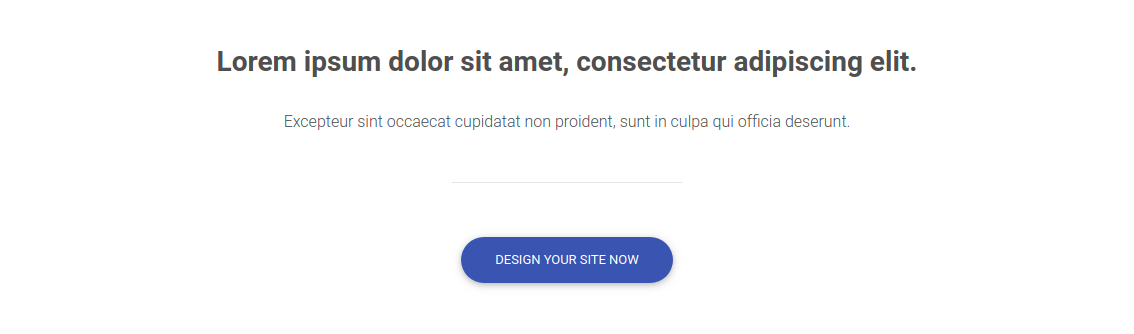 Lorem ipsum dolor sit amet, consectetur adipiscing elit.
Excepteur sint occaecat cupidatat non proident, sunt in culpa qui officia deserunt.
DESIGN YOUR SITE NOW